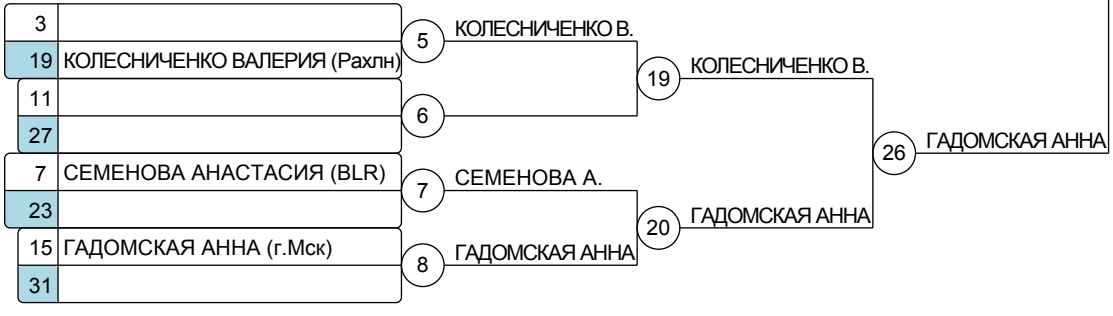 3
5
КОЛЕСНИЧЕНКО В.
19 КОЛЕСНИЧЕНКО ВАЛЕРИЯ (Рахлн)
19
КОЛЕСНИЧЕНКО В.
11
6
27
26
ГАДОМСКАЯ АННА
7 СЕМЕНОВА АНАСТАСИЯ (BLR)
7
СЕМЕНОВА А.
23
20
ГАДОМСКАЯ АННА
15 ГАДОМСКАЯ АННА (г.Мск)
8
ГАДОМСКАЯ АННА
31